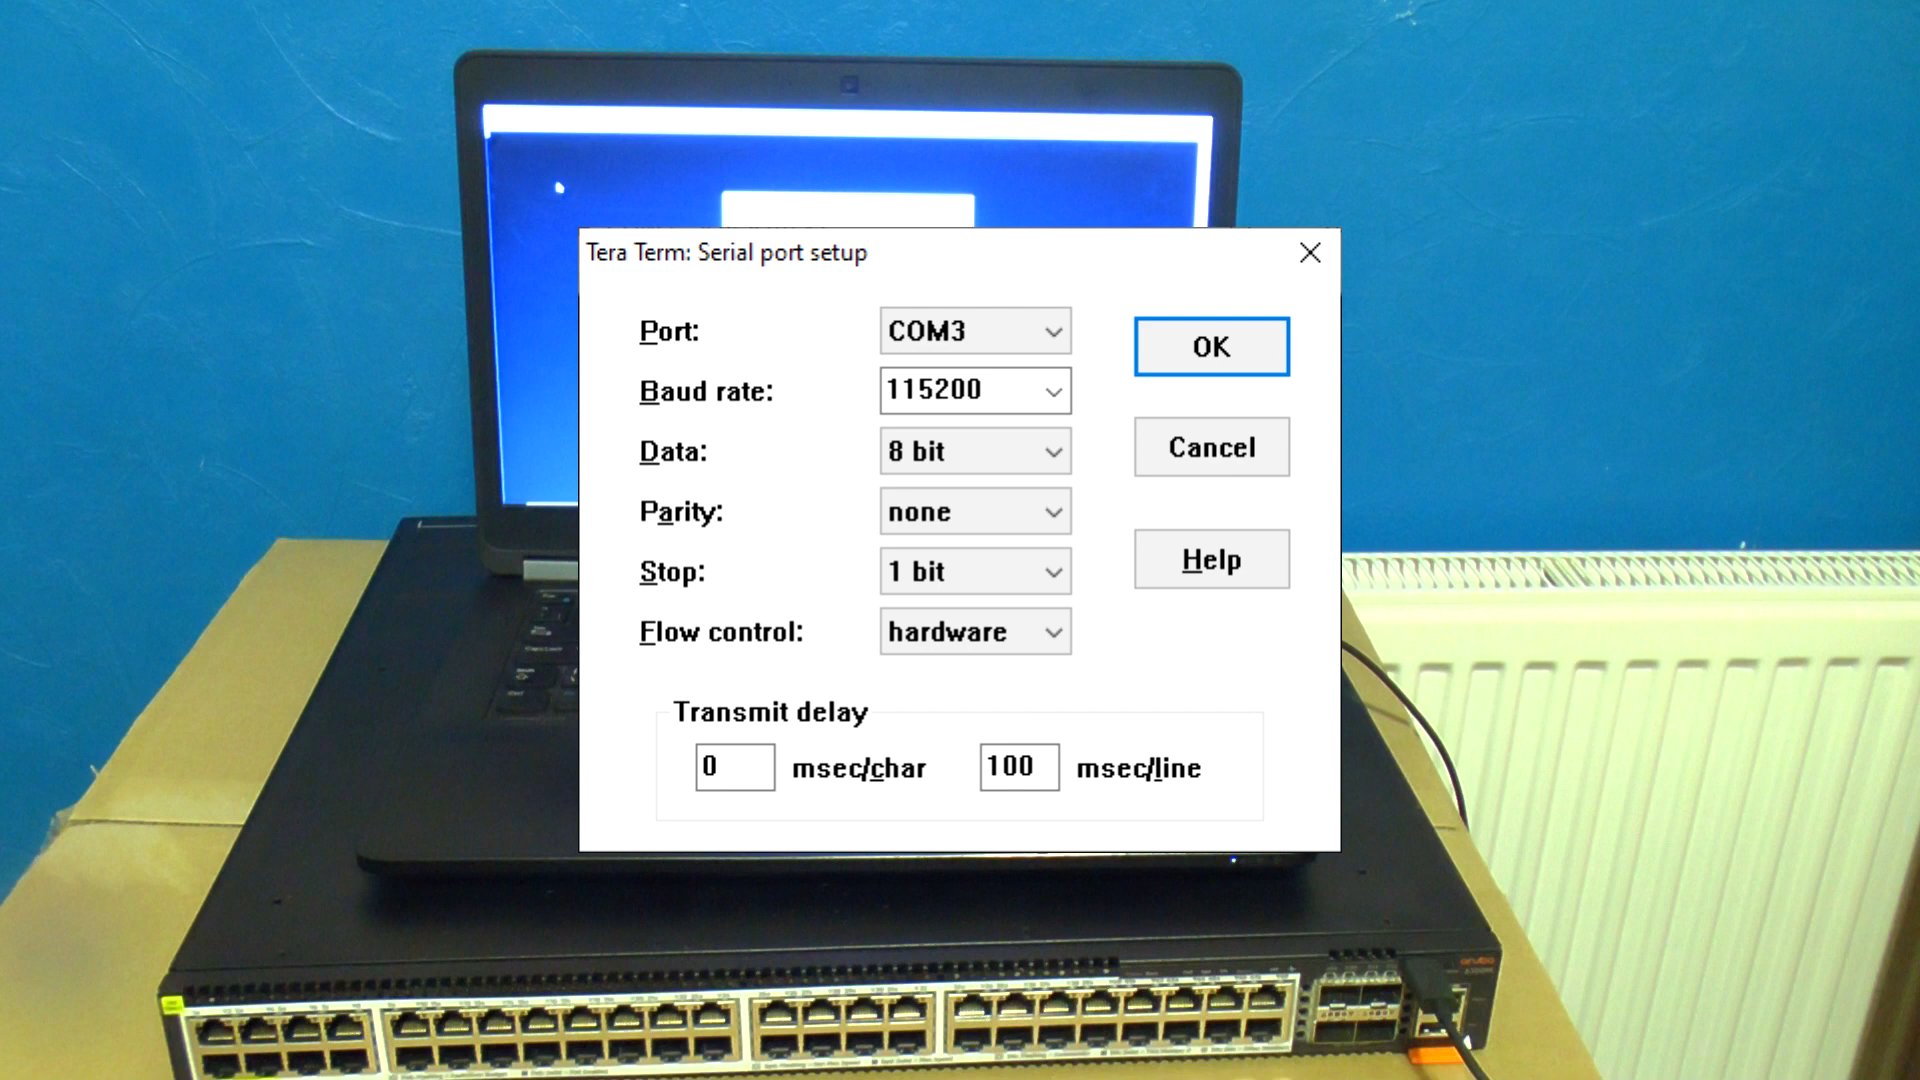 Tera Term: Serial port setup
Port: COM3
OK
Baud rate: 115200
Data: 8 bit
Cancel
Parity: none
Stop: 1 bit
Help
Flow control: hardware
Transmit delay
0 msec/char 100 msec/line
aruba